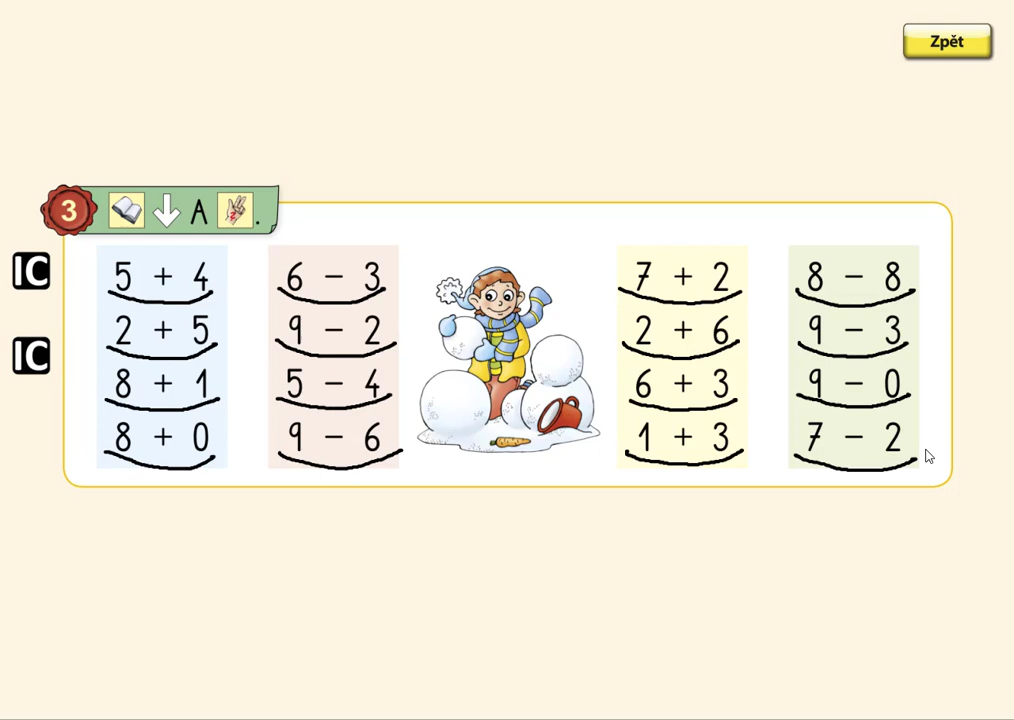 Zpět
3 A .
IC
IC
5 + 4
2 + 5
8 + 1
8 + 0
6 − 3
9 − 2
5 − 4
9 − 6
7 + 2
2 + 6
6 + 3
1 + 3
8 − 8
9 − 3
9 − 0
7 − 2